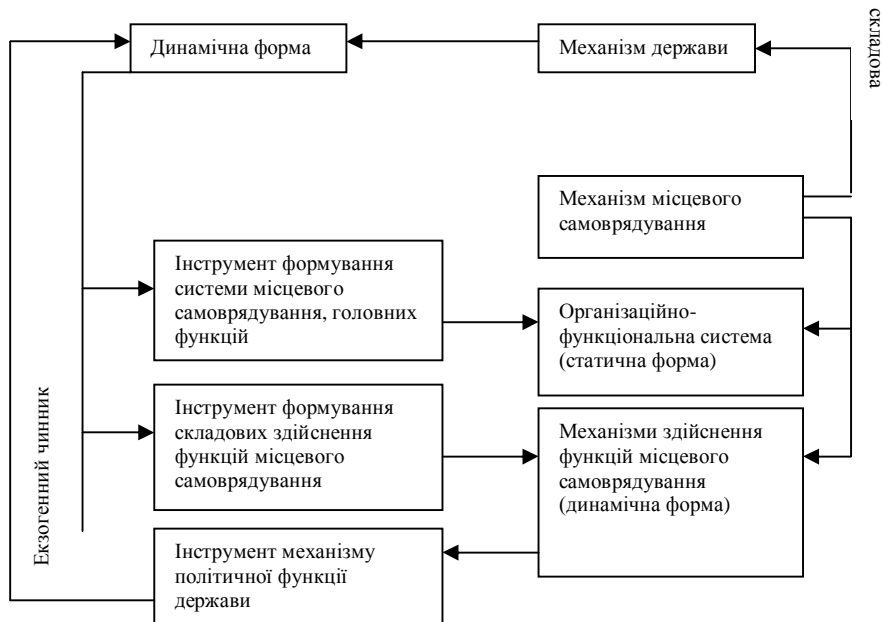 Динамічна форма
Механізм держави
складова
Механізм місцевого
самоврядування
Інструмент формування
системи місцевого
самоврядування, головних
функцій
Організаційно-
функціональна система
(статична форма)
Екзогенний чинник
Інструмент формування
складових здійснення
функцій місцевого
самоврядування
Механізми здійснення
функцій місцевого
самоврядування
(динамічна форма)
Інструмент механізму
політичної функції
держави